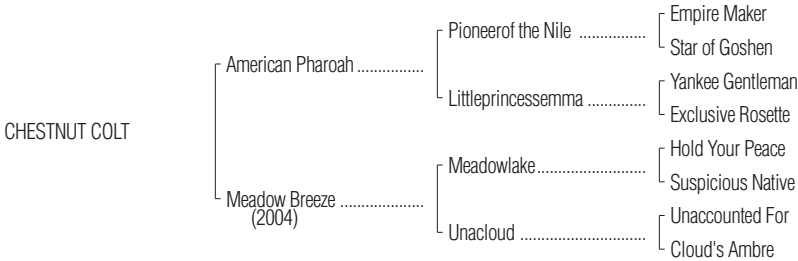 Empire Maker
Pioneerof the Nile ................
Star of Goshen
American Pharoah ................
Yankee Gentleman
Littleprincessemma ..............
Exclusive Rosette
CHESTNUT COLT
Hold Your Peace
Meadowlake..........................
Suspicious Native
Meadow Breeze ....................
(2004)
Unaccounted For
Unacloud ..............................
Cloud's Ambre